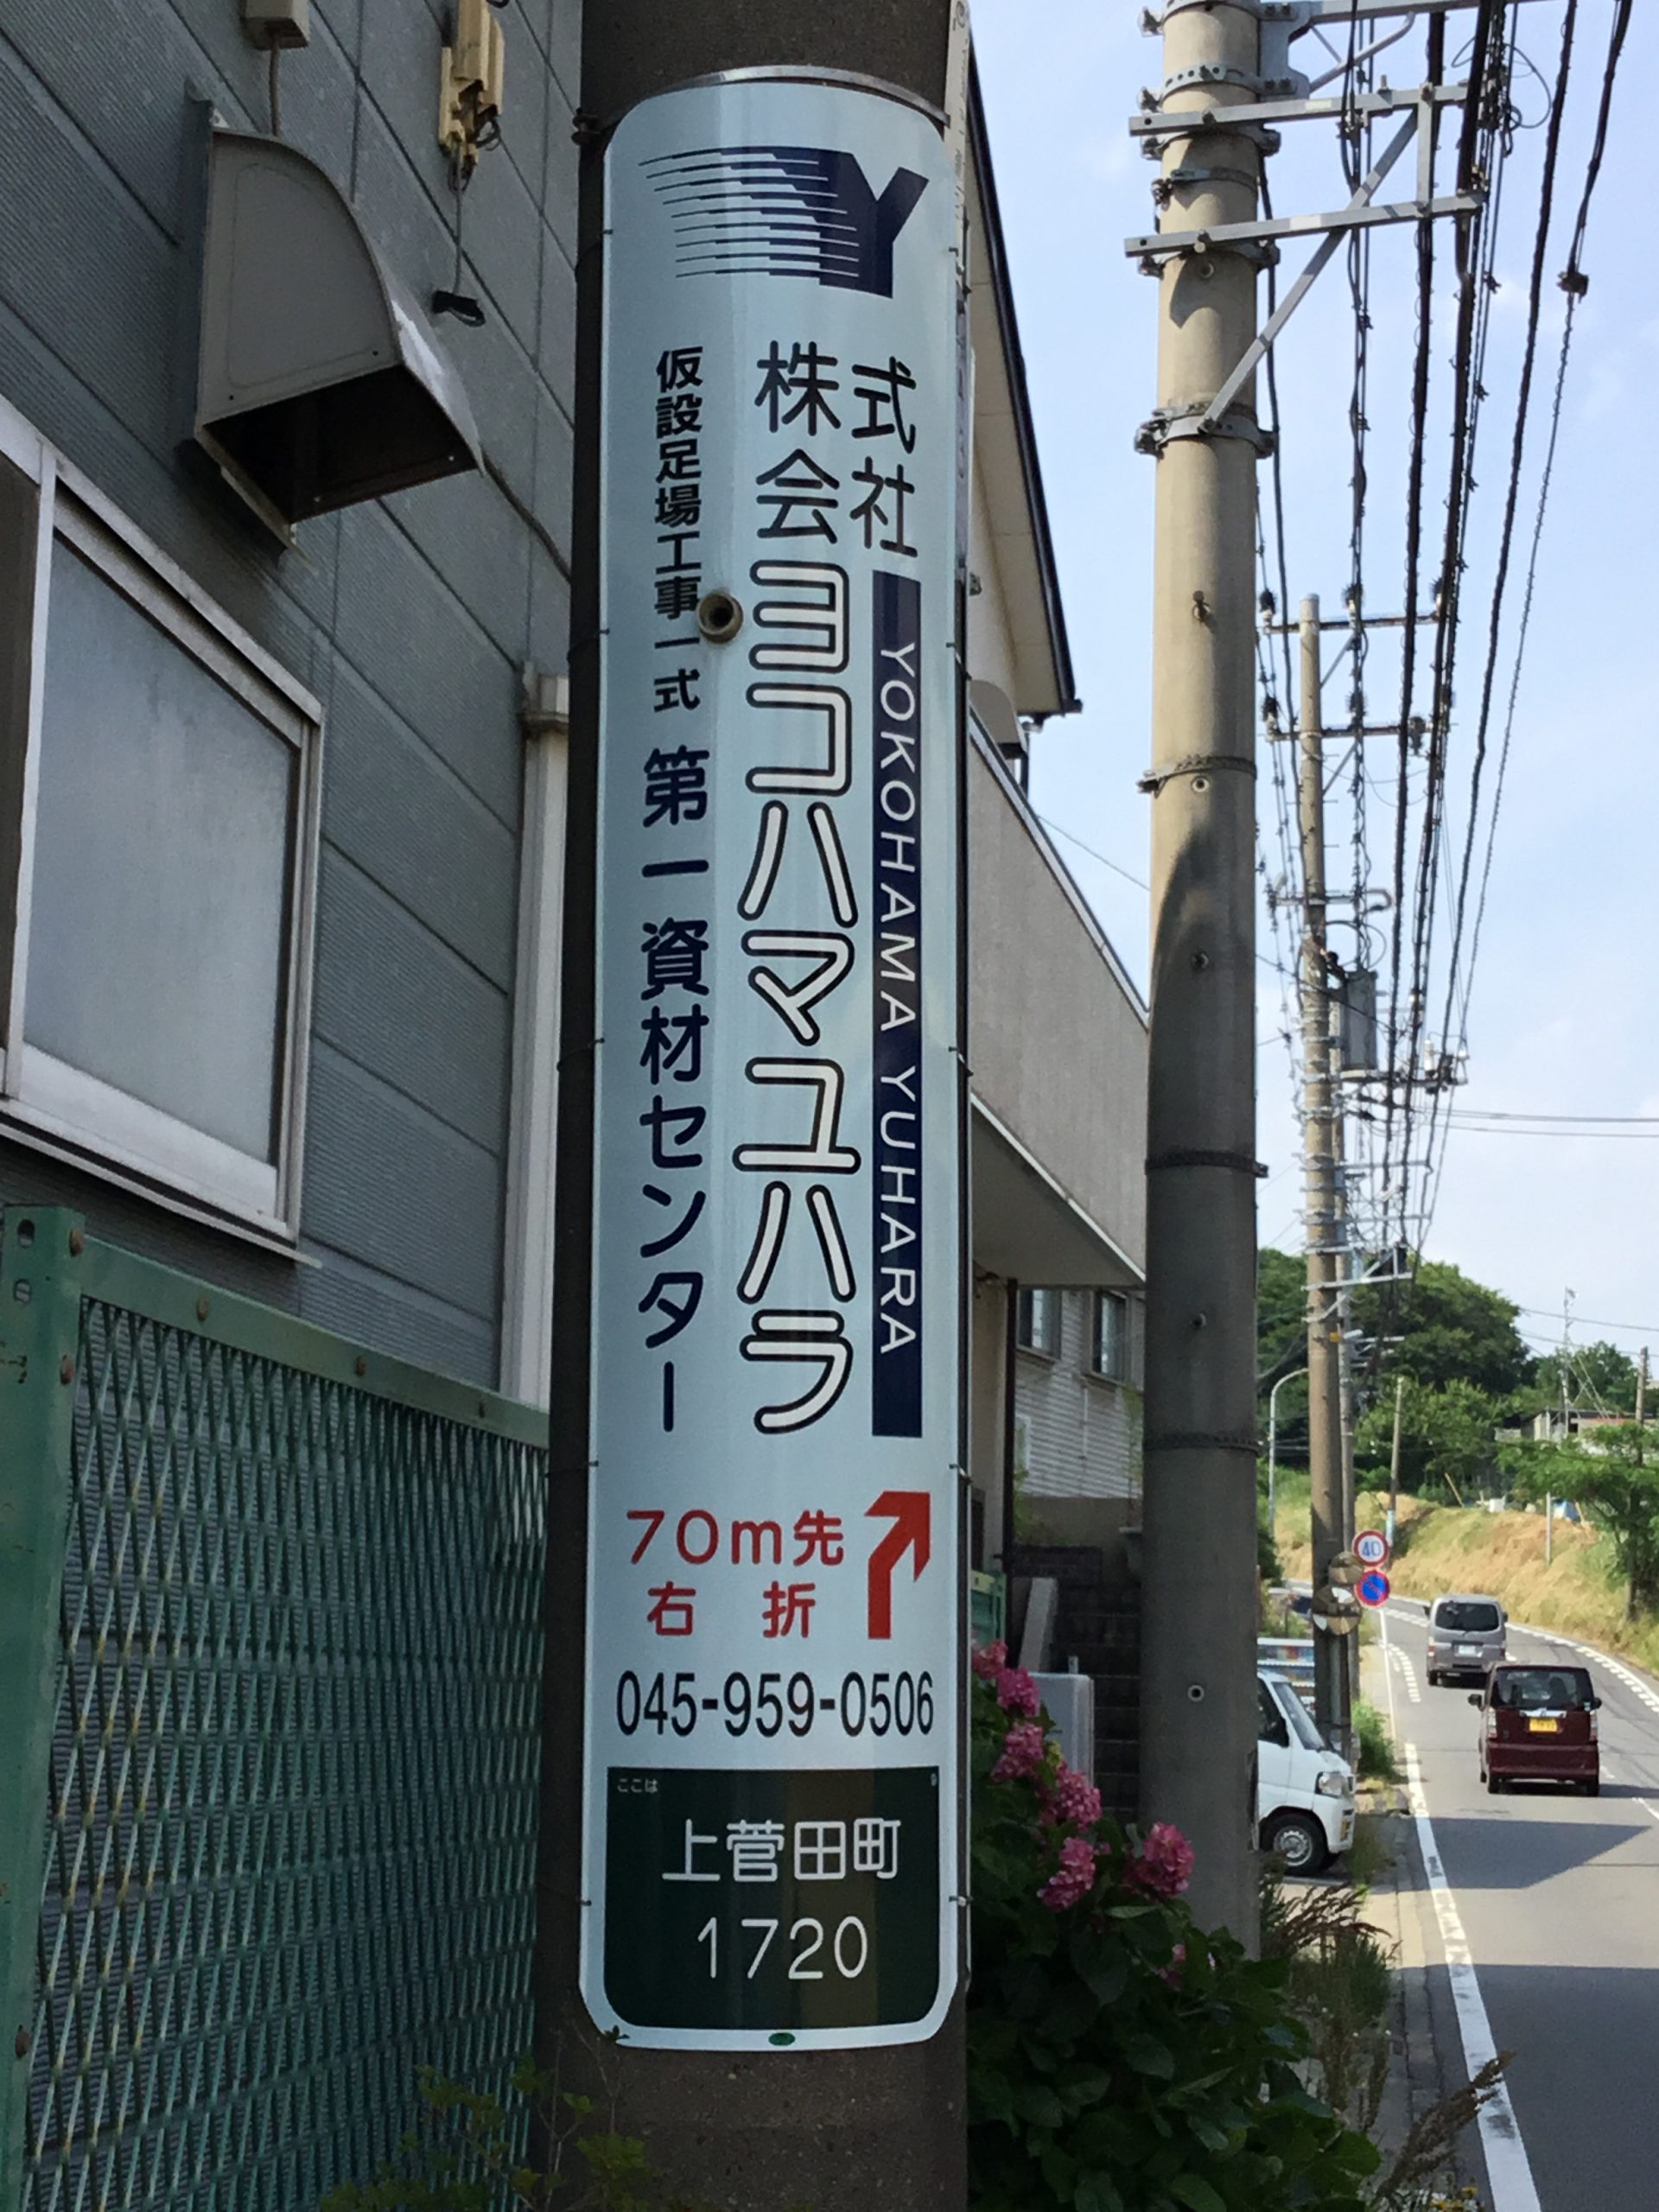 Y
株式会社
ヨコハマユハラ
YOKOHAMA YUHARA
仮設足場工事一式
第一資材センター
70m先
右折
045-959-0506
ここは
上菅田町
1720
40